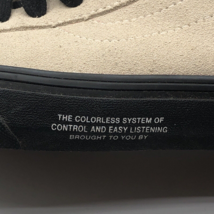 THE COLORLESS SYSTEM OF
CONTROL AND EASY LISTENING
BROUGHT TO YOU BY